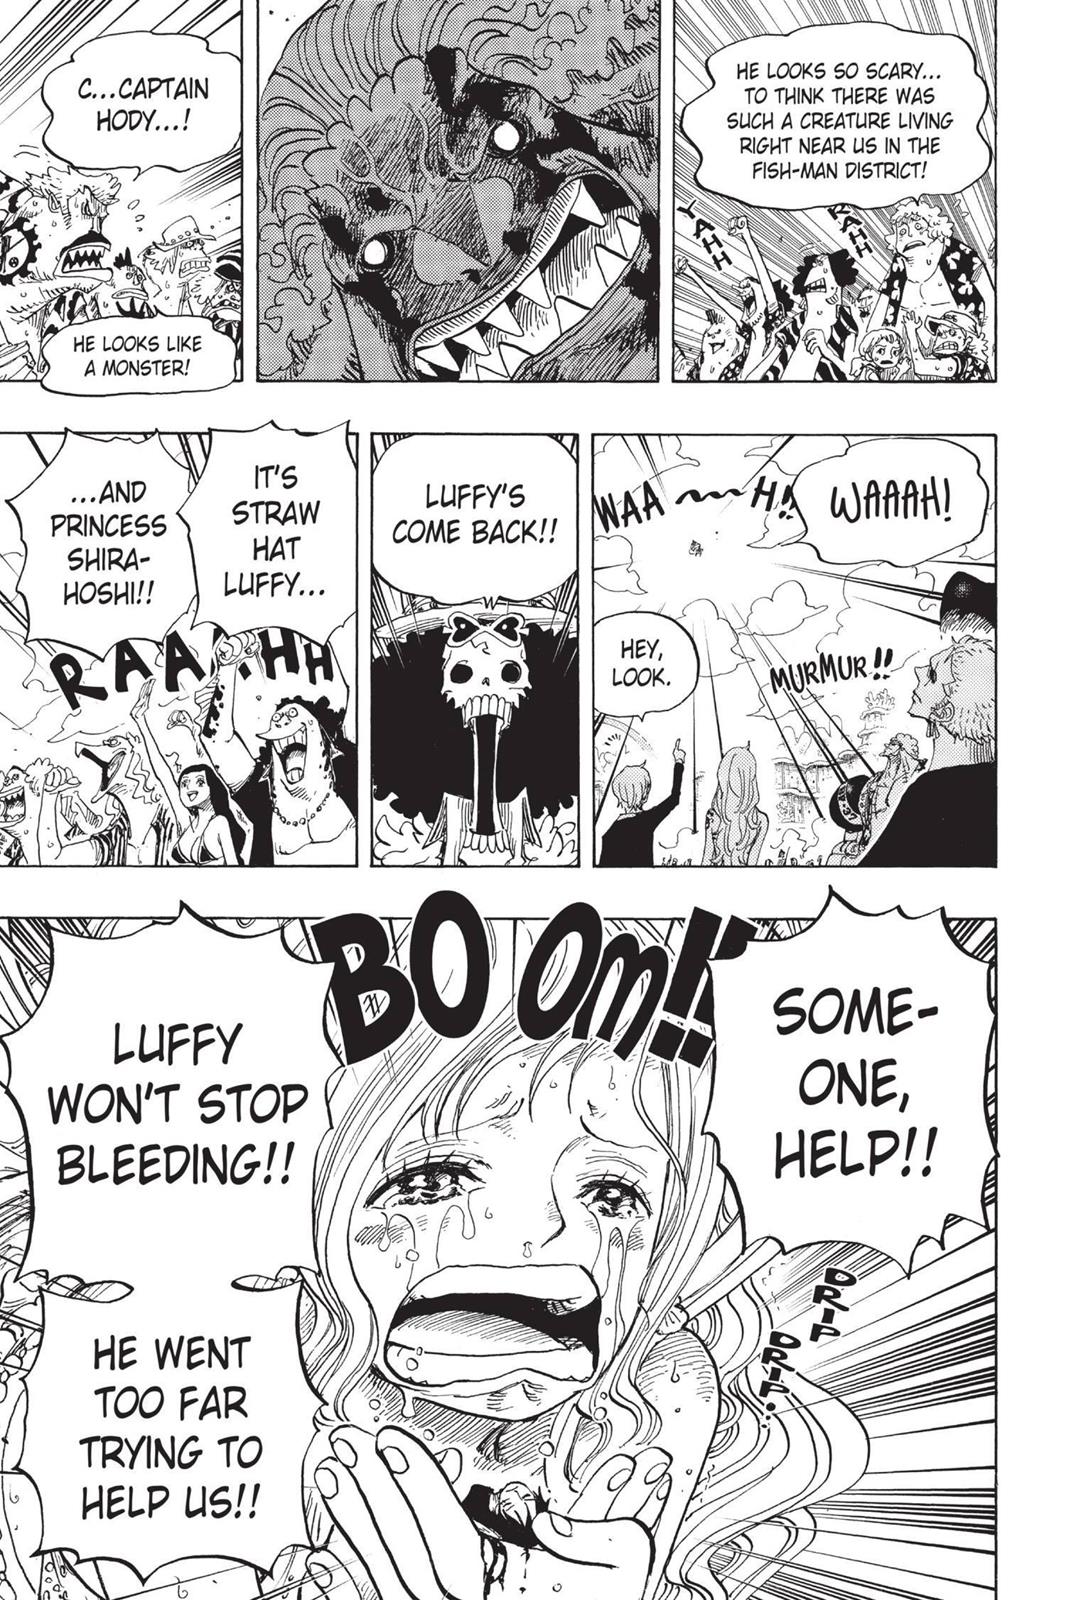 HE LOOKS SO SCARY...
TO THINK THERE WAS
SUCH A CREATURE LIVING
RIGHT NEAR US IN THE
FISH-MAN DISTRICT!
RAHH
YAHH
C...CAPTAIN
HODY...!
HE LOOKS LIKE
A MONSTER!
WAAAH!
WAA H!!
HEY,
LOOK.
MURMUR!!
LUFFY'S
COME BACK!!
IT'S
STRAW
HAT
LUFFY...
...AND
PRINCESS
SHIRA-
HOSHI!!
RAAAHH
SOME-
ONE,
HELP!!
BOOM!!
LUFFY
WON'T STOP
BLEEDING!!
DRIP
DRIP..
HE WENT
TOO FAR
TRYING TO
HELP US!!